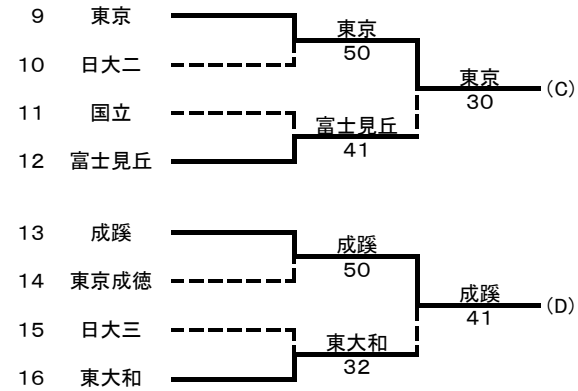 9 東京
10 日大二
11 国立
12 富士見丘
東京
50
富士見丘
41
東京
30
(C)
13 成蹊
14 東京成徳
15 日大三
16 東大和
成蹊
50
東大和
32
成蹊
41
(D)